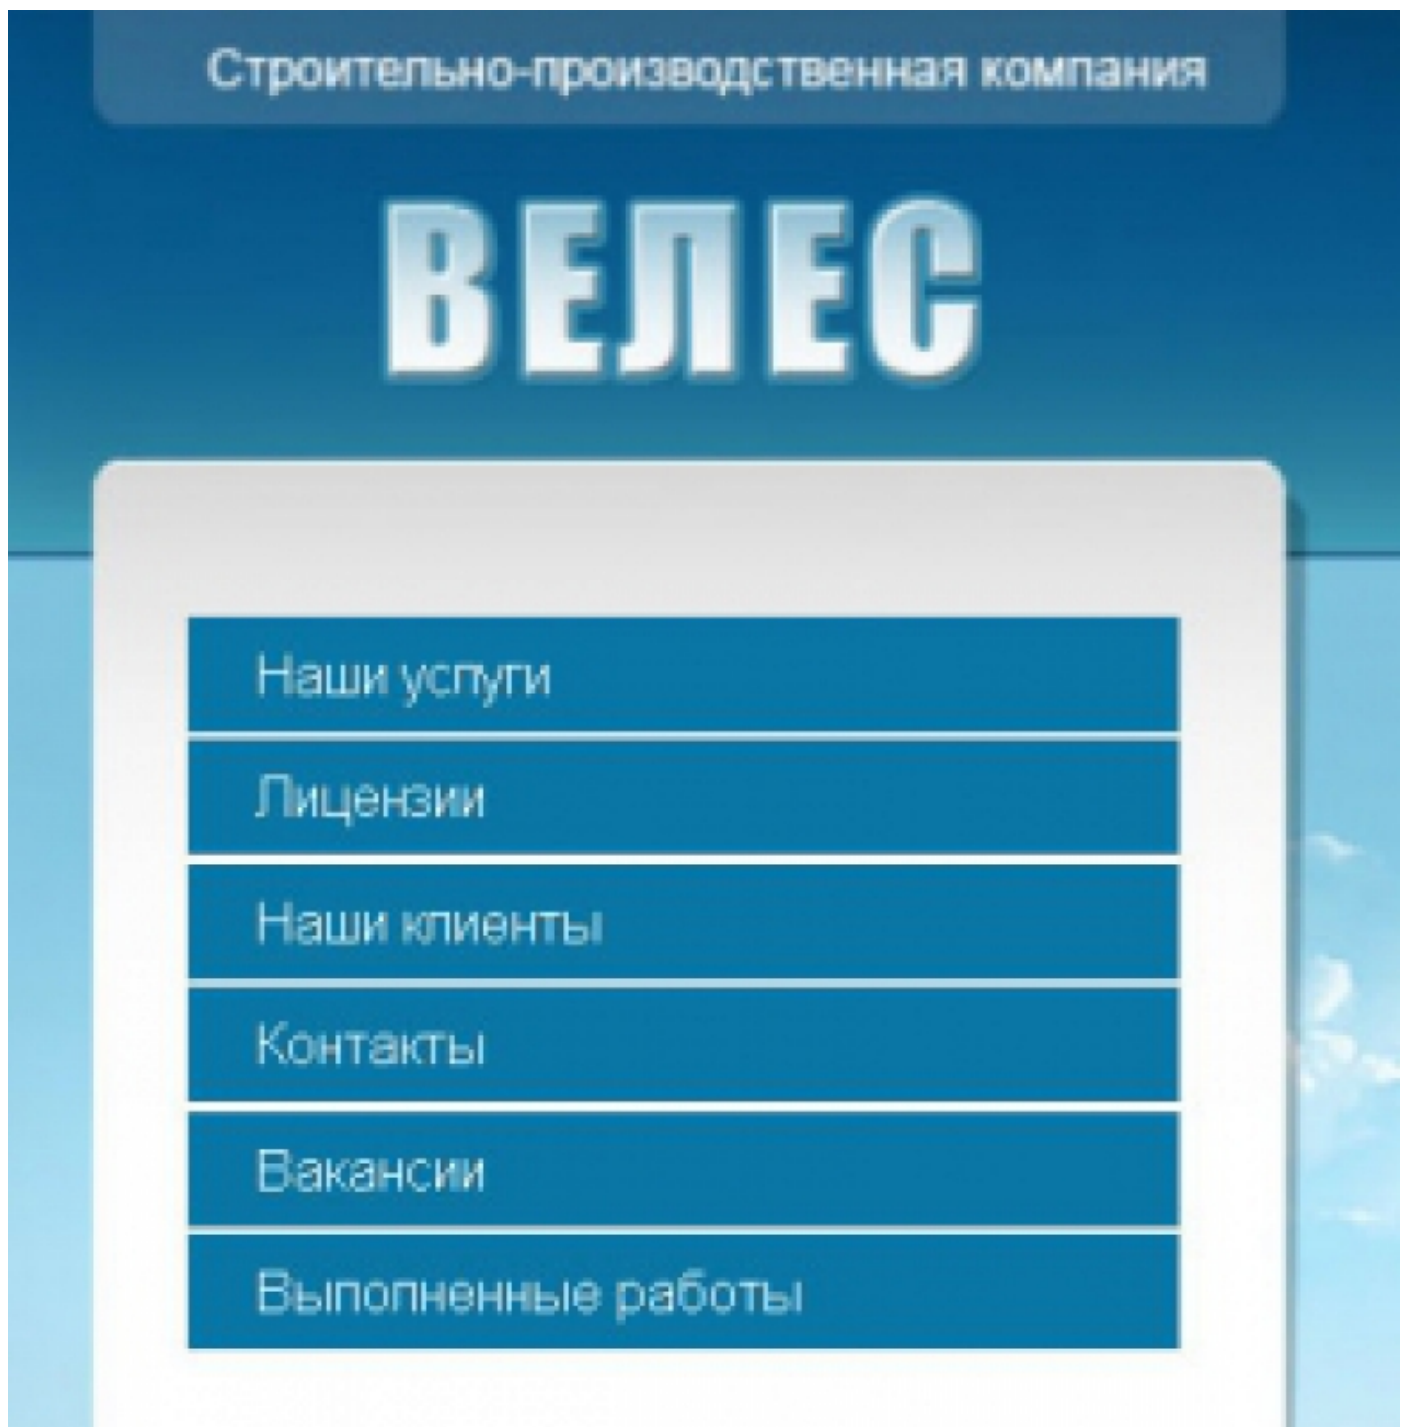 Строительно-производственная компания
ВЕЛЕС
Наши услуги
Лицензии
Наши клиенты
Контакты
Вакансии
Выполненные работы